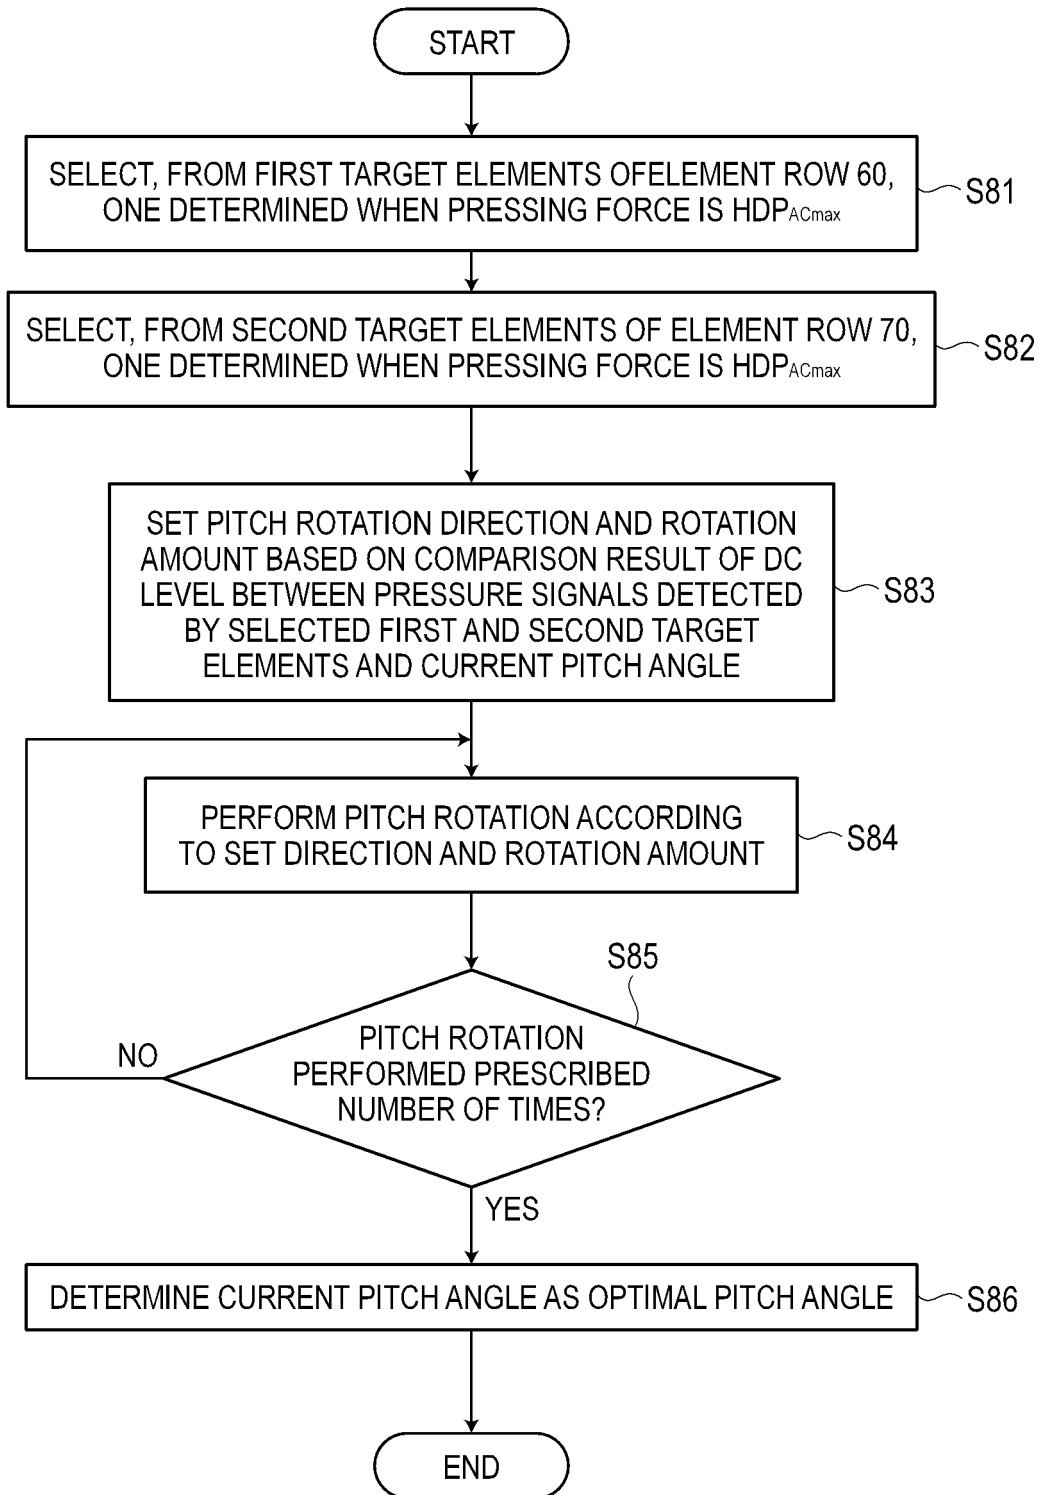 START
SELECT, FROM FIRST TARGET ELEMENTS OFELEMENT ROW 60,
ONE DETERMINED WHEN PRESSING FORCE IS HDPACmax
S81
SELECT, FROM SECOND TARGET ELEMENTS OF ELEMENT ROW 70,
ONE DETERMINED WHEN PRESSING FORCE IS HDPACmax
S82
SET PITCH ROTATION DIRECTION AND ROTATION
AMOUNT BASED ON COMPARISON RESULT OF DC
LEVEL BETWEEN PRESSURE SIGNALS DETECTED
BY SELECTED FIRST AND SECOND TARGET
ELEMENTS AND CURRENT PITCH ANGLE
S83
PERFORM PITCH ROTATION ACCORDING
TO SET DIRECTION AND ROTATION AMOUNT
S84
S85
PITCH ROTATION
PERFORMED PRESCRIBED
NUMBER OF TIMES?
NO
YES
DETERMINE CURRENT PITCH ANGLE AS OPTIMAL PITCH ANGLE
S86
END